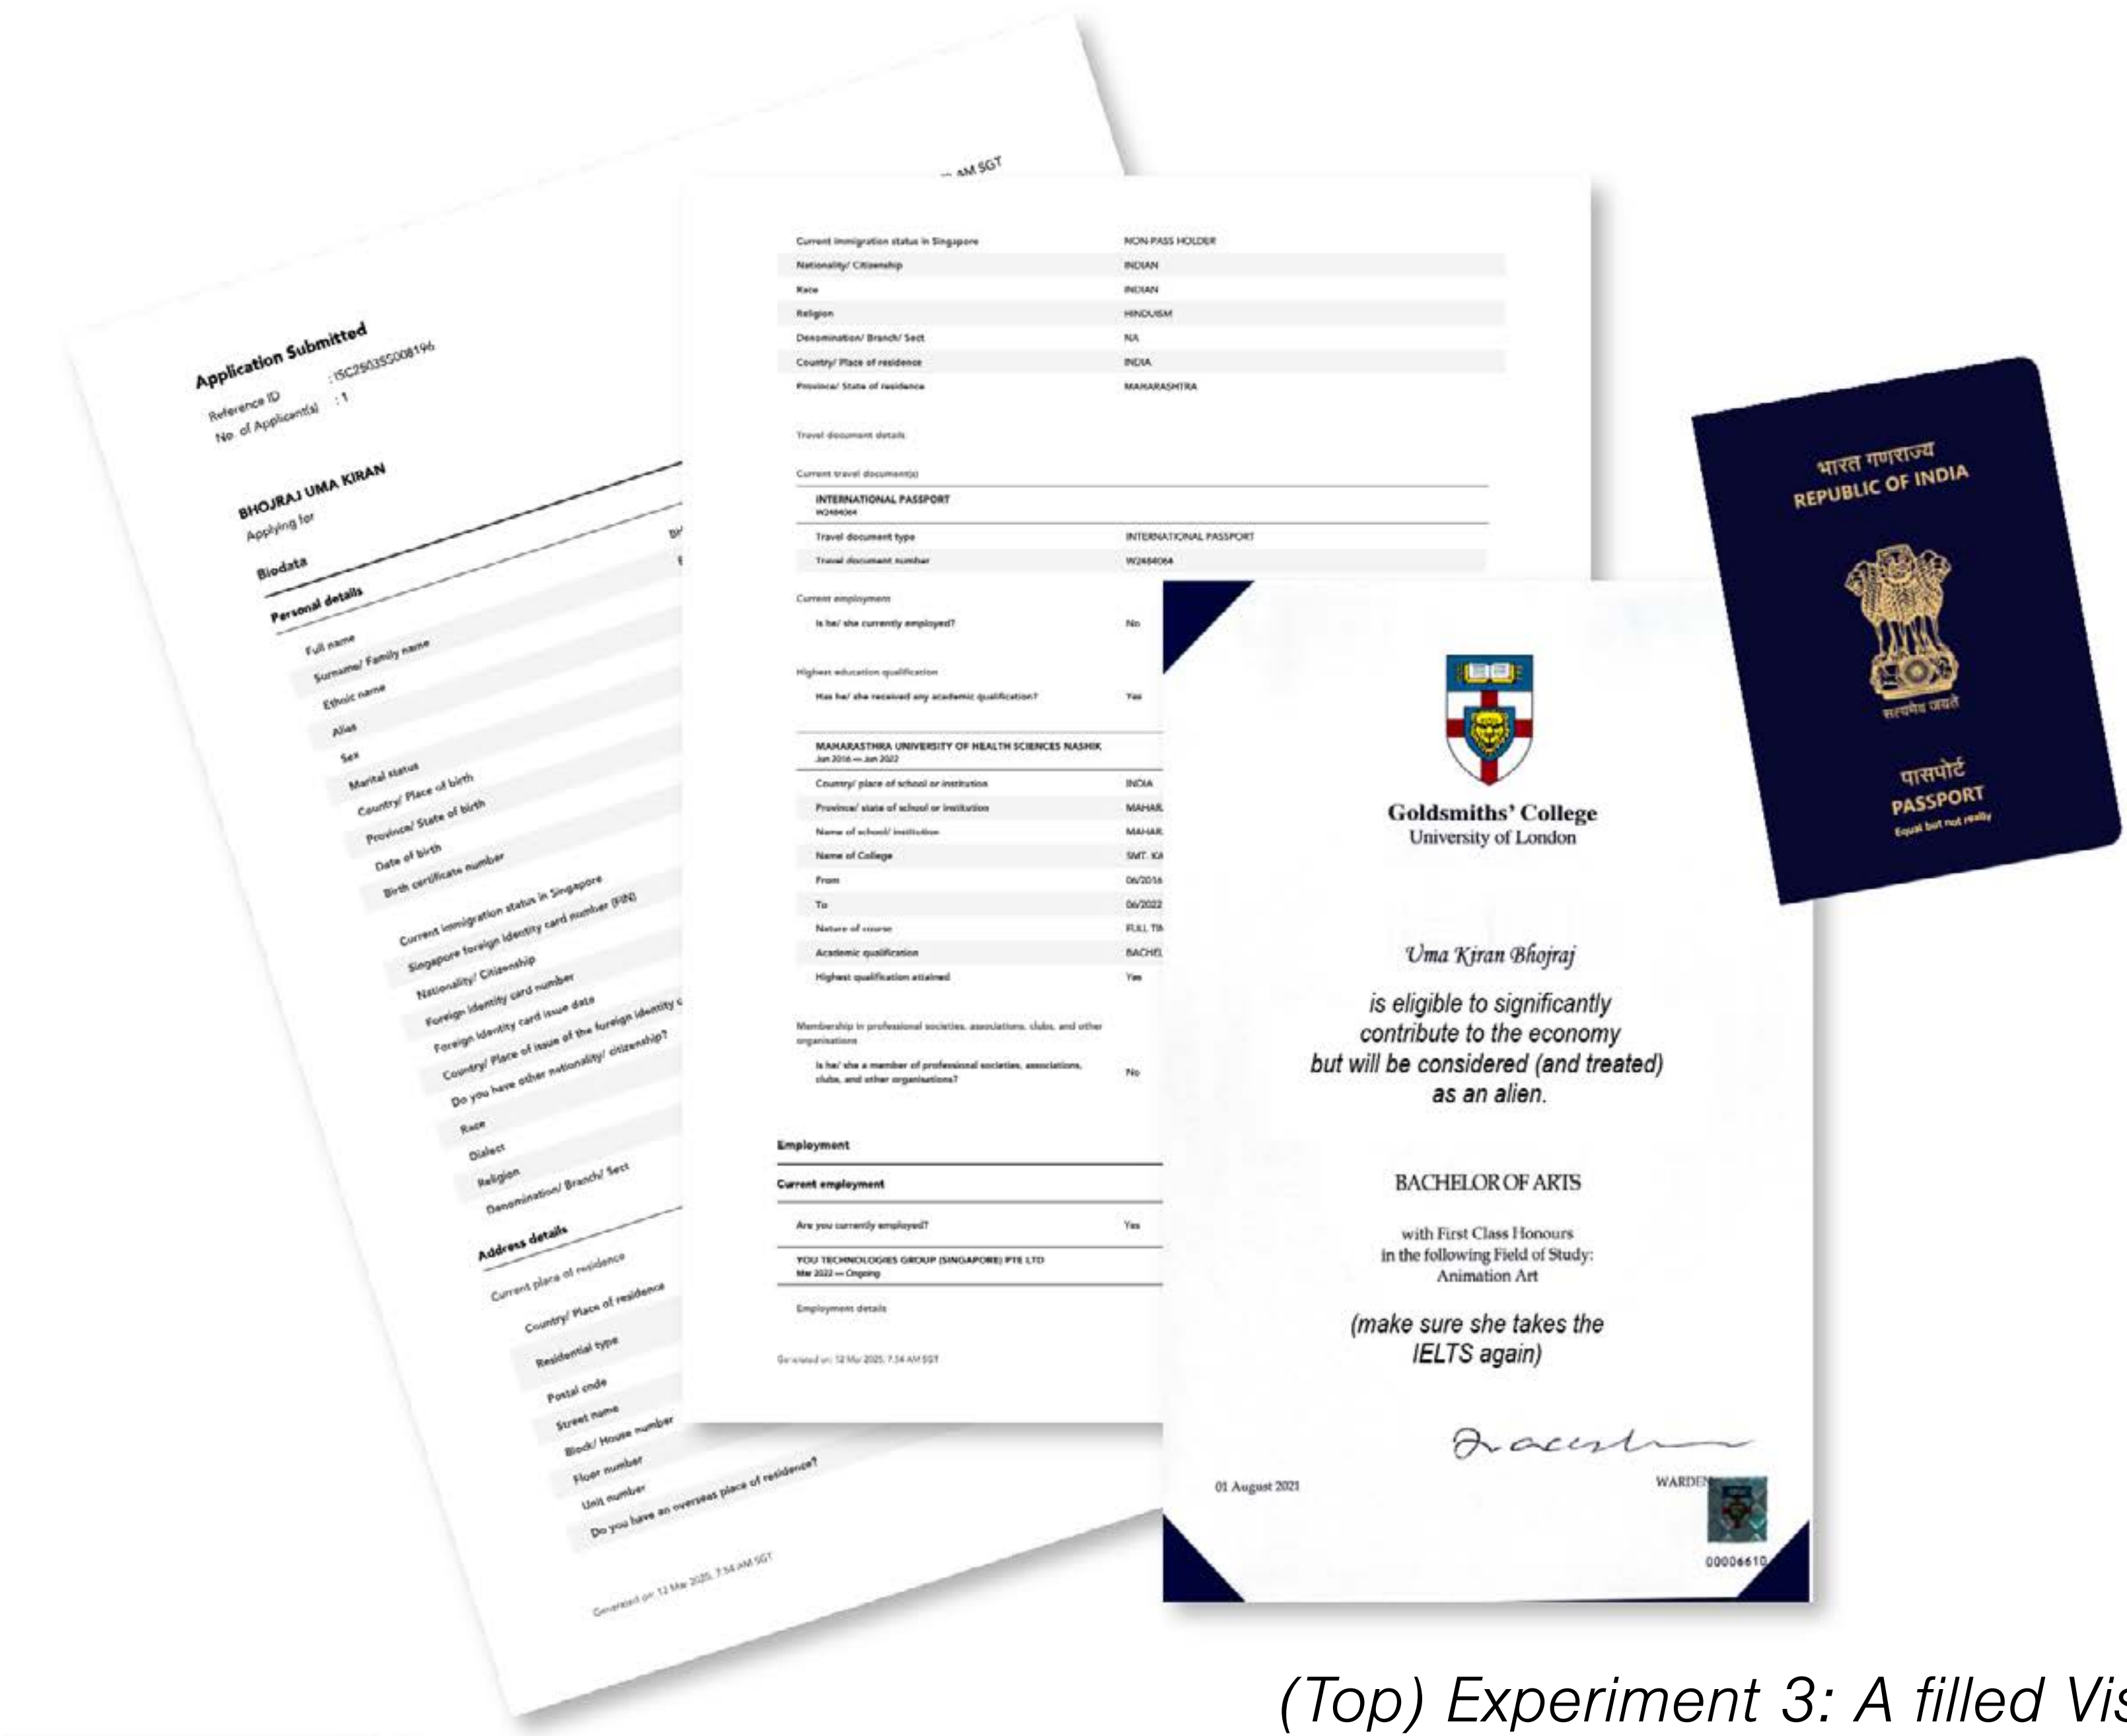 AM SGT
Application Submitted
Reference ID : ISC250355008196
No. of Applicant(s) : 1
BHOJRAJ UMA KIRAN
Applying for
Biodata
Personal details
Full name
Surname/ Family name
Ethnic name
Alias
Sex
Marital status
Country/ Place of birth
Province/ State of birth
Date of birth
Birth certificate number
Current immigration status in Singapore
Singapore foreign identity card number (FIN)
Nationality/ Citizenship
Foreign identity card number
Foreign identity card issue date
Country/ Place of issue of the foreign identity c
Do you have other nationality/ citizenship?
Race
Dialect
Religion
Denomination/ Branch/ Sect
Address details
Current place of residence
Country/ Place of residence
Residential type
Postal code
Street name
Block/ House number
Floor number
Unit number
Do you have an overseas place of residence?
Generated on: 12 Mar 2025, 7:54 AM SGT
Current immigration status in Singapore NON-PASS HOLDER
Nationality/ Citizenship INDIAN
Race INDIAN
Religion HINDUISM
Denomination/ Branch/ Sect NA
Country/ Place of residence INDIA
Province/ State of residence MAHARASHTRA
Travel document details
Current travel document(s)
INTERNATIONAL PASSPORT
W2484064
Travel document type INTERNATIONAL PASSPORT
Travel document number W2484064
Current employment
Is he/ she currently employed? No
Highest education qualification
Has he/ she received any academic qualification? Yes
MAHARASTHRA UNIVERSITY OF HEALTH SCIENCES NASHIK
Jun 2016 — Jun 2022
Country/ place of school or institution INDIA
Province/ state of school or institution MAHAR
Name of school/ institution MAHAR
Name of College SMT. KA
From 06/2016
To 06/2022
Nature of course FULL TIM
Academic qualification BACHEL
Highest qualification attained Yes
Membership in professional societies, associations, clubs, and other
organisations
Is he/ she a member of professional societies, associations,
clubs, and other organisations? No
Employment
Current employment
Are you currently employed? Yes
YOU TECHNOLOGIES GROUP (SINGAPORE) PTE LTD
Mar 2022 — Ongoing
Employment details
Generated on: 12 Mar 2025, 7:54 AM SGT
Goldsmiths' College
University of London
Uma Kiran Bhojraj
is eligible to significantly
contribute to the economy
but will be considered (and treated)
as an alien.
BACHELOR OF ARTS
with First Class Honours
in the following Field of Study:
Animation Art
(make sure she takes the
IELTS again)
01 August 2021
WARDEN
00006610
भारत गणराज्य
REPUBLIC OF INDIA
सत्यमेव जयते
पासपोर्ट
PASSPORT
Equal but not really
(Top) Experiment 3: A filled Vis